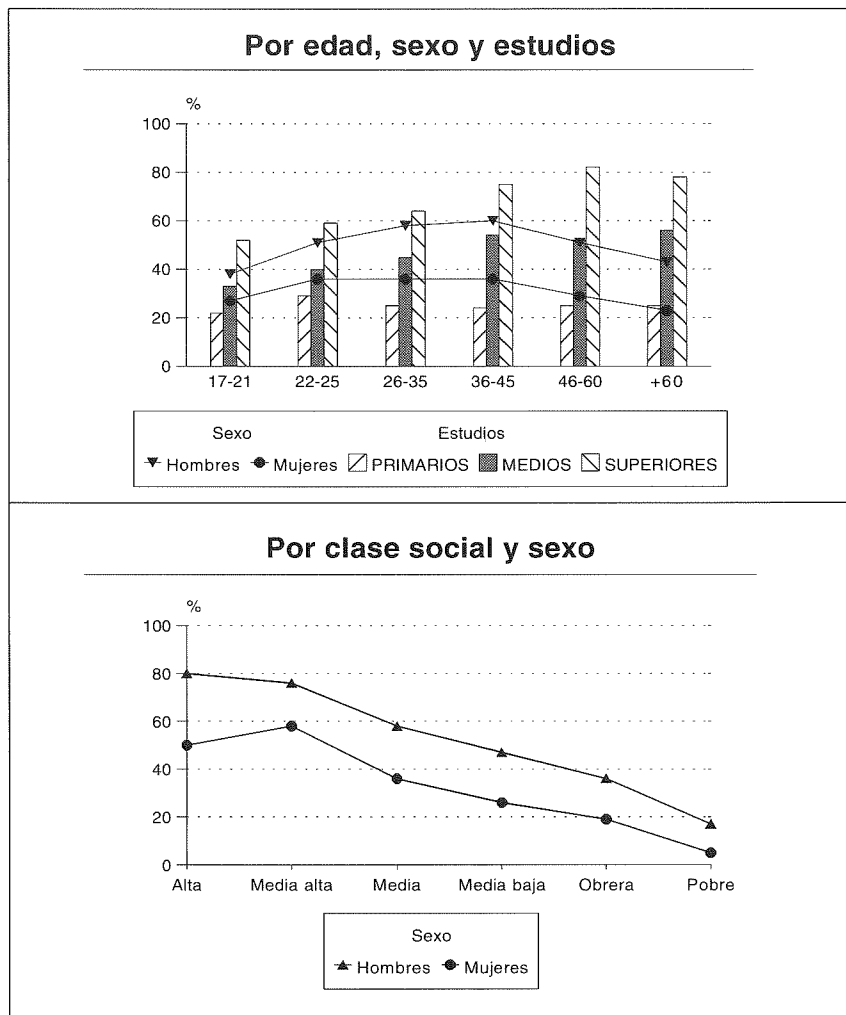 Por edad, sexo y estudios
%
100
80
60
40
20
0
17-21 22-25 26-35 36-45 46-60 +60
Sexo Estudios
Hombres Mujeres PRIMARIOS MEDIOS SUPERIORES
Por clase social y sexo
%
100
80
60
40
20
0
Alta Media alta Media Media baja Obrera Pobre
Sexo
Hombres Mujeres